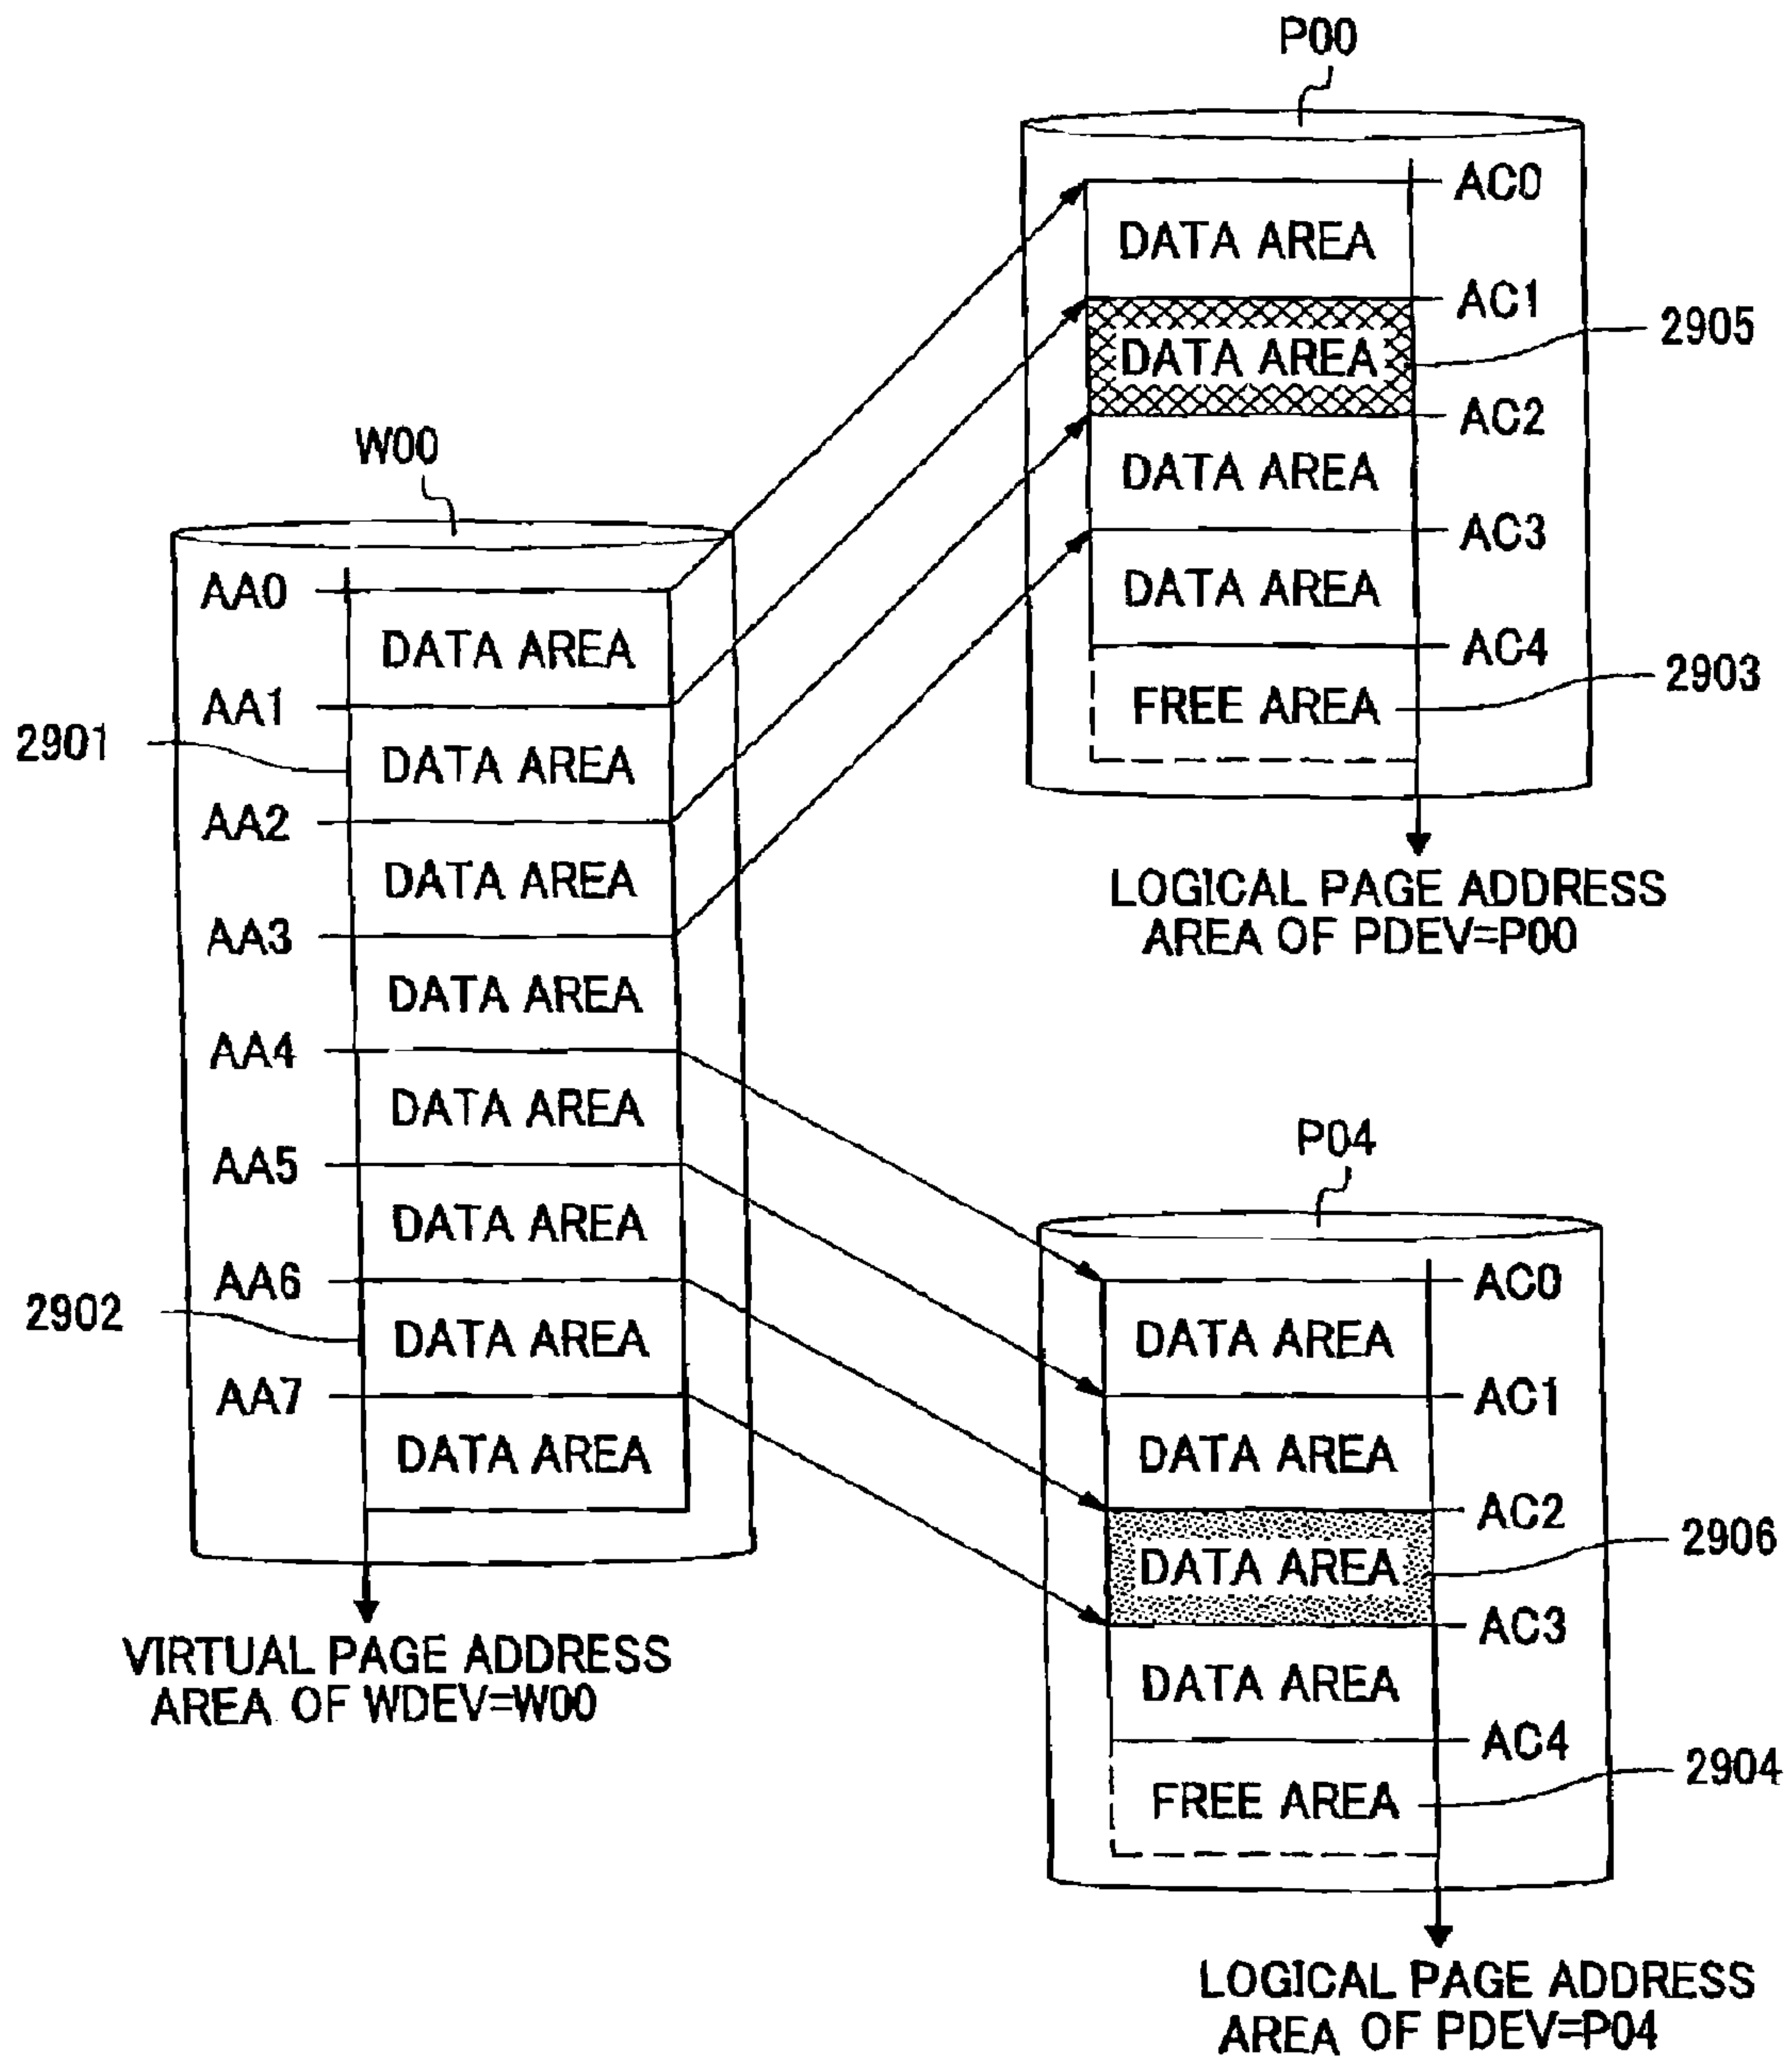 P00
AC0
DATA AREA
AC1
2905
DATA AREA
AC2
DATA AREA
AC3
DATA AREA
AC4
2903
FREE AREA
LOGICAL PAGE ADDRESS
AREA OF PDEV=P00
W00
AA0
DATA AREA
AA1
2901
DATA AREA
AA2
DATA AREA
AA3
DATA AREA
AA4
DATA AREA
AA5
DATA AREA
AA6
2902
DATA AREA
AA7
DATA AREA
VIRTUAL PAGE ADDRESS
AREA OF WDEV=W00
P04
AC0
DATA AREA
AC1
DATA AREA
AC2
2906
DATA AREA
AC3
DATA AREA
AC4
2904
FREE AREA
LOGICAL PAGE ADDRESS
AREA OF PDEV=P04